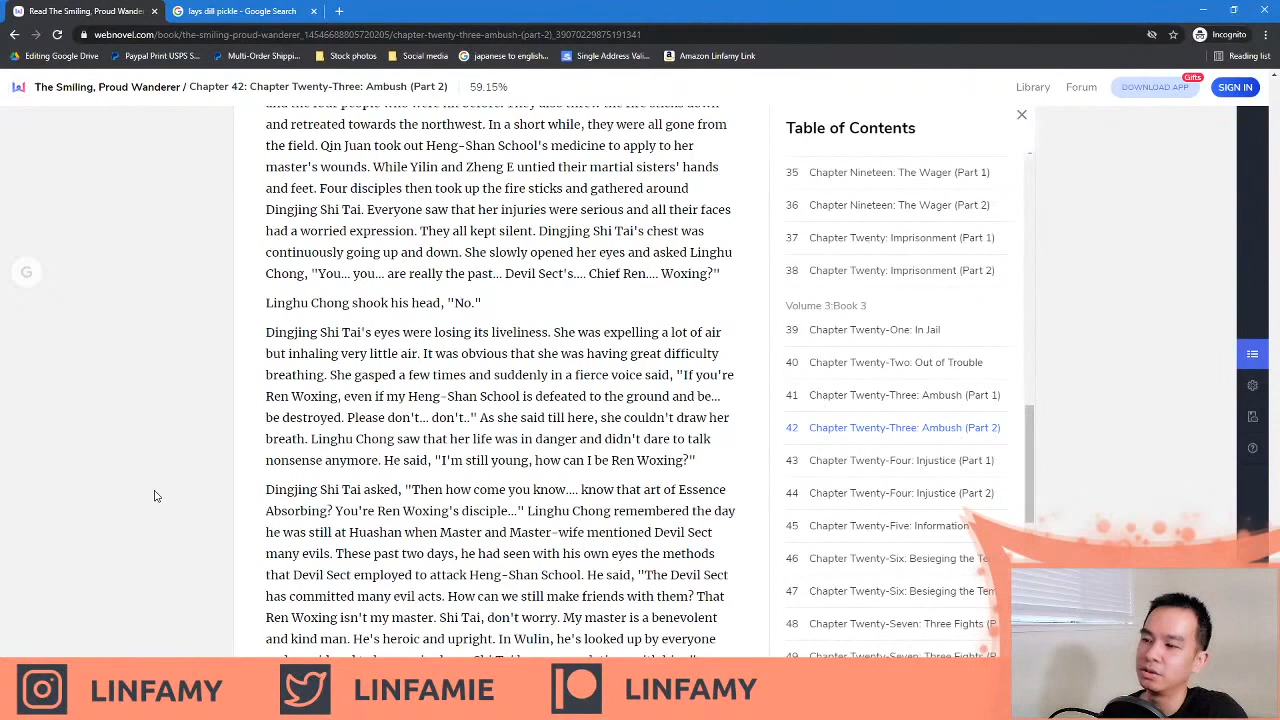 Read The Smiling, Proud Wander
lays dill pickle - Google Search
webnovel.com/book/the-smiling-proud-wanderer_14546688805720205/chapter-twenty-three-ambush-(part-2)_39070229875191341
Incognito
Editing Google Drive
Paypal Print USPS S...
Multi-Order Shippi...
Stock photos
Social media
japanese to english...
Single Address Vali...
Amazon Linfamy Link
Reading list
The Smiling, Proud Wanderer / Chapter 42: Chapter Twenty-Three: Ambush (Part 2) 59.15%
Library
Forum
DOWNLOAD APP
Gifts
SIGN IN
and retreated towards the northwest. In a short while, they were all gone from
the field. Qin Juan took out Heng-Shan School's medicine to apply to her
master's wounds. While Yilin and Zheng E untied their martial sisters' hands
and feet. Four disciples then took up the fire sticks and gathered around
Dingjing Shi Tai. Everyone saw that her injuries were serious and all their faces
had a worried expression. They all kept silent. Dingjing Shi Tai's chest was
continuously going up and down. She slowly opened her eyes and asked Linghu
Chong, "You... you... are really the past... Devil Sect's.... Chief Ren.... Woxing?"
Linghu Chong shook his head, "No."
Dingjing Shi Tai's eyes were losing its liveliness. She was expelling a lot of air
but inhaling very little air. It was obvious that she was having great difficulty
breathing. She gasped a few times and suddenly in a fierce voice said, "If you're
Ren Woxing, even if my Heng-Shan School is defeated to the ground and be...
be destroyed. Please don't... don't.." As she said till here, she couldn't draw her
breath. Linghu Chong saw that her life was in danger and didn't dare to talk
nonsense anymore. He said, "I'm still young, how can I be Ren Woxing?"
Dingjing Shi Tai asked, "Then how come you know.... know that art of Essence
Absorbing? You're Ren Woxing's disciple..." Linghu Chong remembered the day
he was still at Huashan when Master and Master-wife mentioned Devil Sect
many evils. These past two days, he had seen with his own eyes the methods
that Devil Sect employed to attack Heng-Shan School. He said, "The Devil Sect
has committed many evil acts. How can we still make friends with them? That
Ren Woxing isn't my master. Shi Tai, don't worry. My master is a benevolent
and kind man. He's heroic and upright. In Wulin, he's looked up by everyone
G
Table of Contents
35 Chapter Nineteen: The Wager (Part 1)
36 Chapter Nineteen: The Wager (Part 2)
37 Chapter Twenty: Imprisonment (Part 1)
38 Chapter Twenty: Imprisonment (Part 2)
Volume 3:Book 3
39 Chapter Twenty-One: In Jail
40 Chapter Twenty-Two: Out of Trouble
41 Chapter Twenty-Three: Ambush (Part 1)
42 Chapter Twenty-Three: Ambush (Part 2)
43 Chapter Twenty-Four: Injustice (Part 1)
44 Chapter Twenty-Four: Injustice (Part 2)
45 Chapter Twenty-Five: Information
46 Chapter Twenty-Six: Besieging the Te
47 Chapter Twenty-Six: Besieging the Tem
48 Chapter Twenty-Seven: Three Fights (P
49 Chapter Twenty-Seven: Three Fights (P
LINFAMY
LINFAMIE
LINFAMY